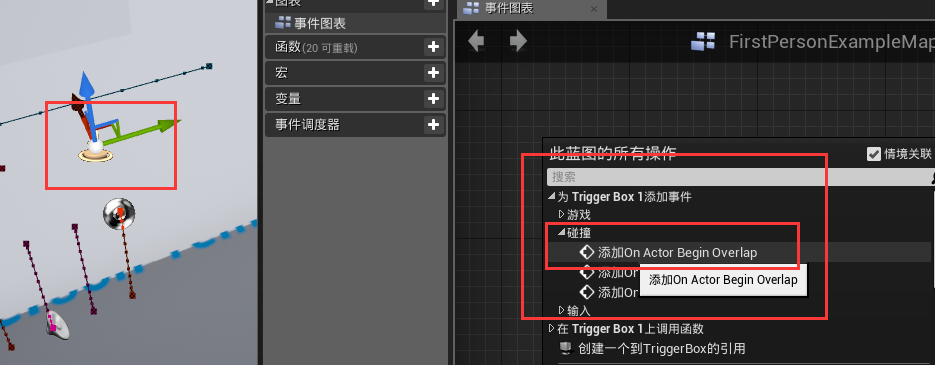 图表
事件图表
函数 (20 可重载)
宏
变量
事件调度器
事件图表
FirstPersonExampleMap
此蓝图的所有操作
情境关联
搜索
为 Trigger Box 1添加事件
游戏
碰撞
添加On Actor Begin Overlap
添加On
添加On Actor Begin Overlap
添加On
输入
在 Trigger Box 1上调用函数
创建一个到TriggerBox的引用